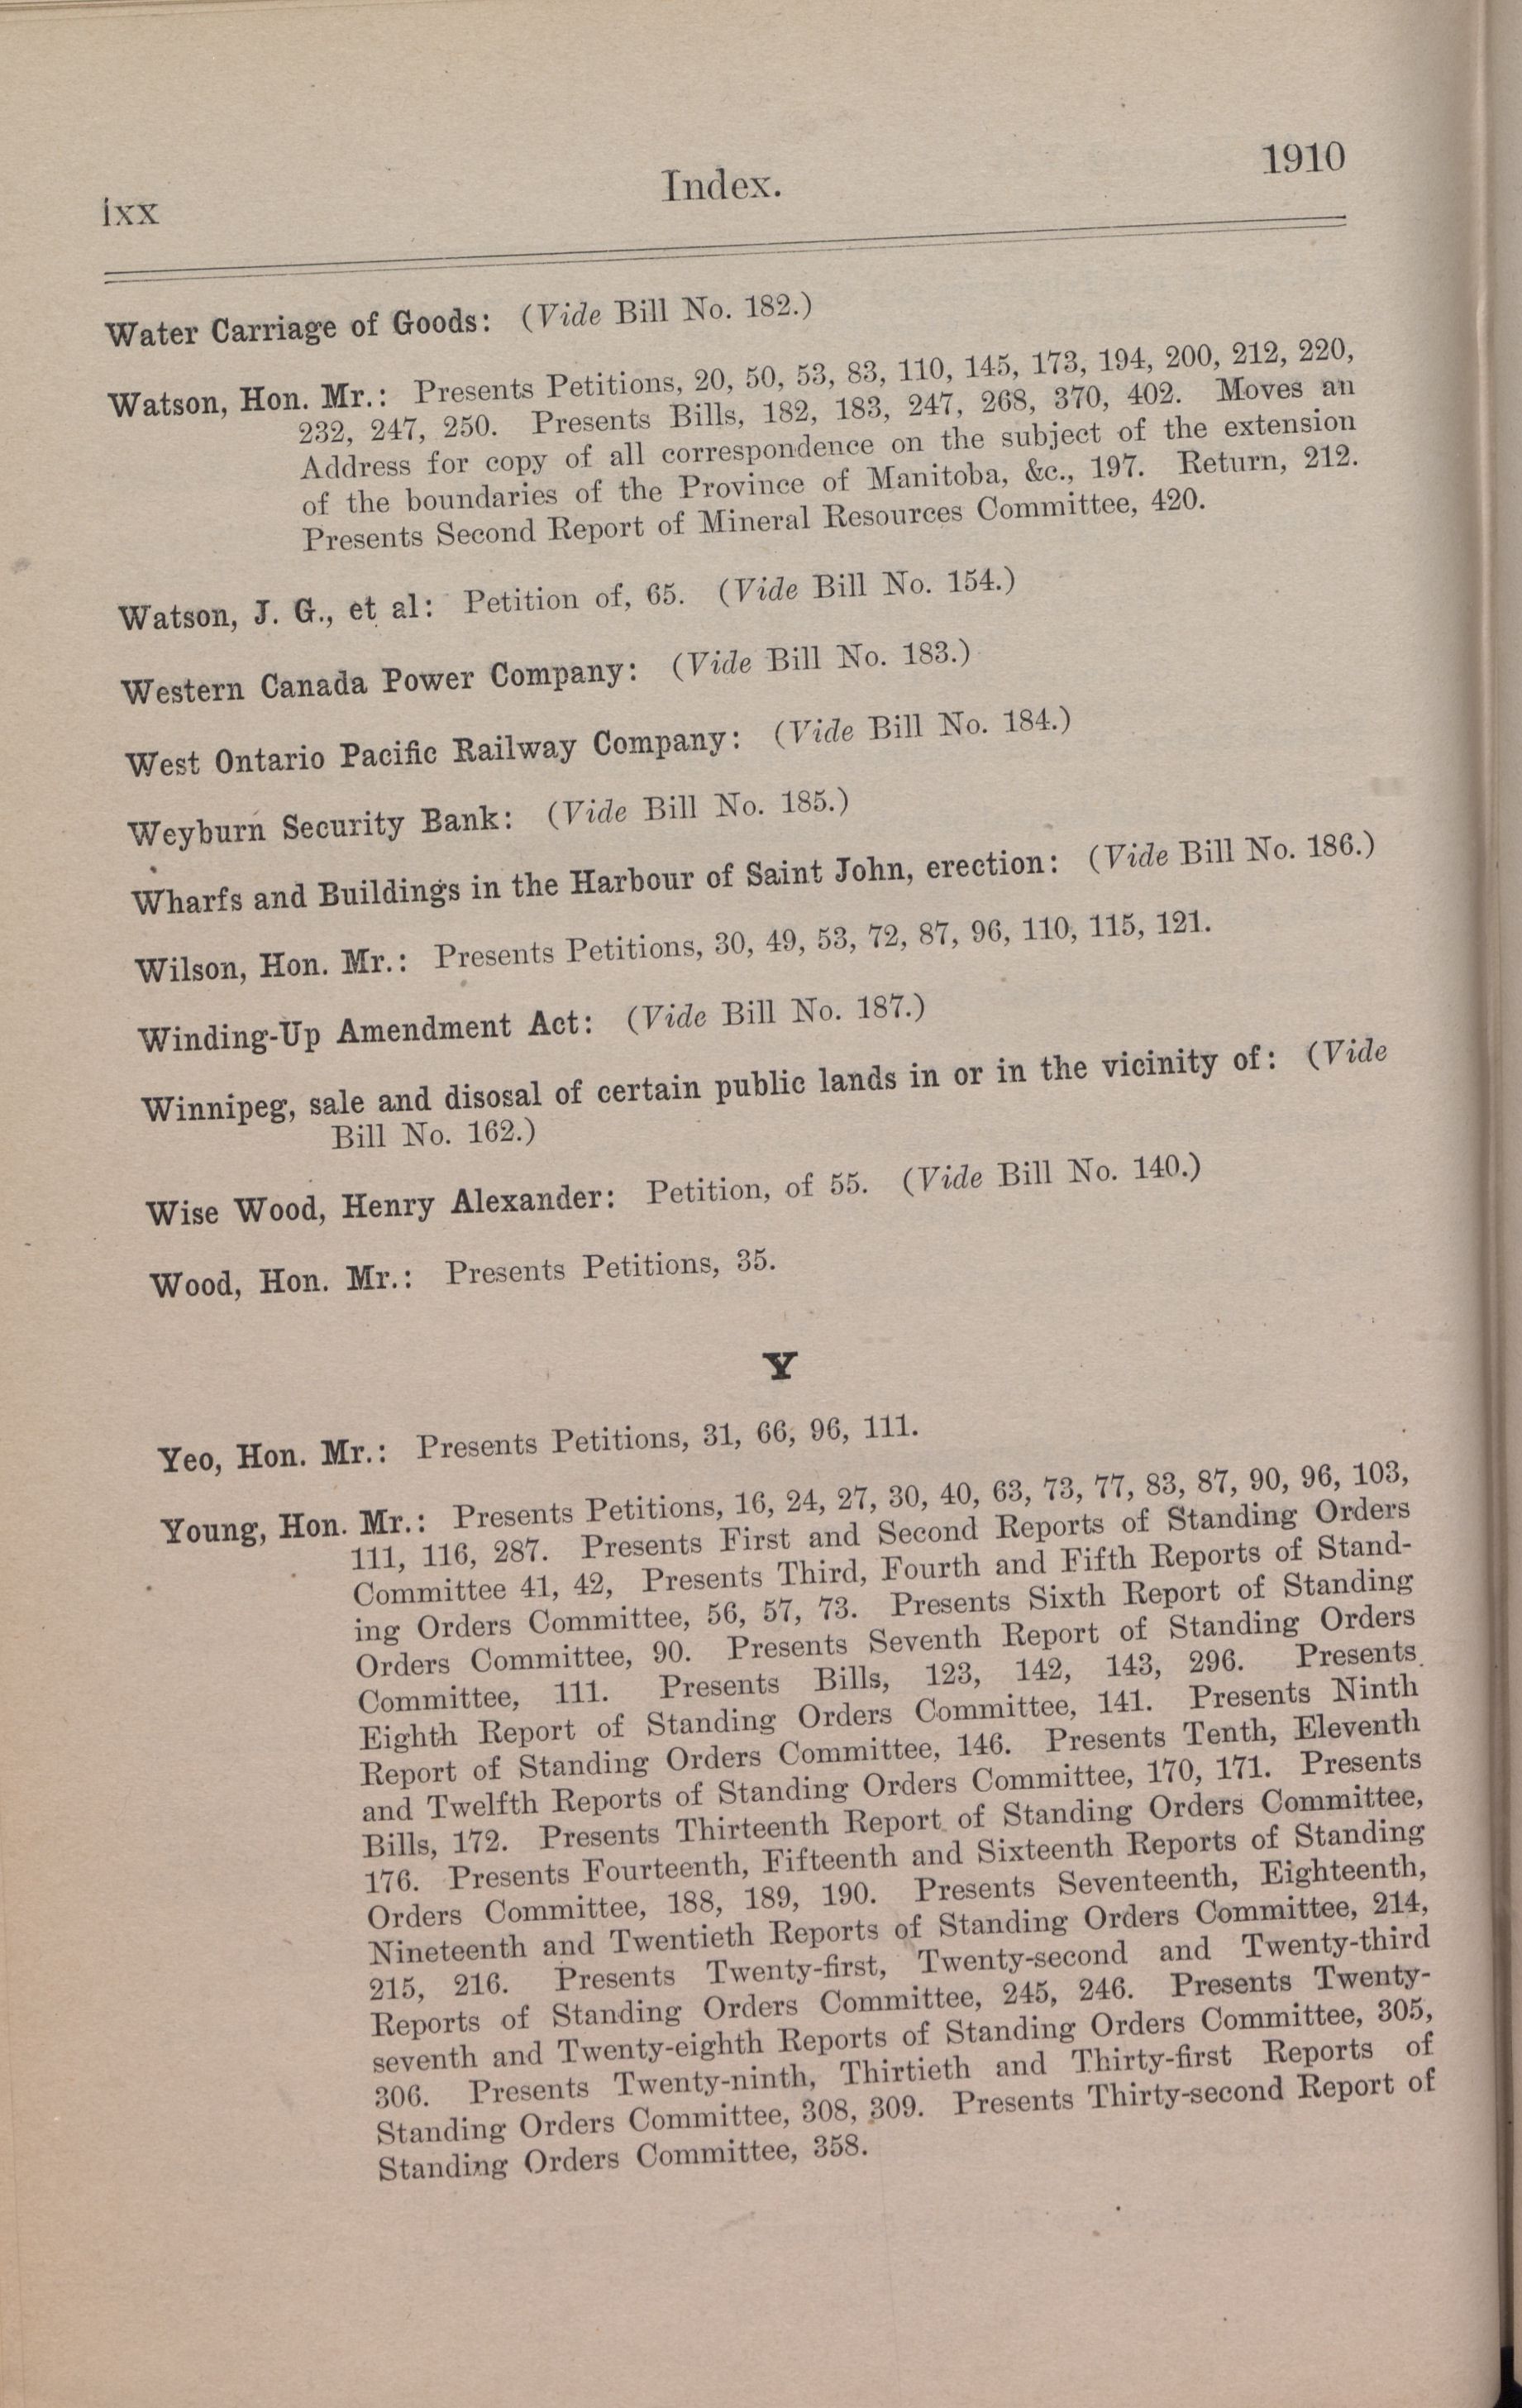 ixx Index. 1910
Water Carriage of Goods: (Vide Bill No. 182.)
Watson, Hon. Mr.: Presents Petitions, 20, 50, 53, 83, 110, 145, 173, 194, 200, 212, 220,
232, 247, 250. Presents Bills, 182, 183, 247, 268, 370, 402. Moves an
Address for copy of all correspondence on the subject of the extension
of the boundaries of the Province of Manitoba, &c., 197. Return, 212.
Presents Second Report of Mineral Resources Committee, 420.
Watson, J. G., et al: Petition of, 65. (Vide Bill No. 154.)
Western Canada Power Company: (Vide Bill No. 183.)
West Ontario Pacific Railway Company: (Vide Bill No. 184.)
Weyburn Security Bank: (Vide Bill No. 185.)
Wharfs and Buildings in the Harbour of Saint John, erection: (Vide Bill No. 186.)
Wilson, Hon. Mr.: Presents Petitions, 30, 49, 53, 72, 87, 96, 110, 115, 121.
Winding-Up Amendment Act: (Vide Bill No. 187.)
Winnipeg, sale and disosal of certain public lands in or in the vicinity of: (Vide
Bill No. 162.)
Wise Wood, Henry Alexander: Petition, of 55. (Vide Bill No. 140.)
Wood, Hon. Mr.: Presents Petitions, 35.
Y
Yeo, Hon. Mr.: Presents Petitions, 31, 66, 96, 111.
Young, Hon. Mr.: Presents Petitions, 16, 24, 27, 30, 40, 63, 73, 77, 83, 87, 90, 96, 103,
111, 116, 287. Presents First and Second Reports of Standing Orders
Committee 41, 42, Presents Third, Fourth and Fifth Reports of Stand-
ing Orders Committee, 56, 57, 73. Presents Sixth Report of Standing
Orders Committee, 90. Presents Seventh Report of Standing Orders
Committee, 111. Presents Bills, 123, 142, 143, 296. Presents
Eighth Report of Standing Orders Committee, 141. Presents Ninth
Report of Standing Orders Committee, 146. Presents Tenth, Eleventh
and Twelfth Reports of Standing Orders Committee, 170, 171. Presents
Bills, 172. Presents Thirteenth Report of Standing Orders Committee,
176. Presents Fourteenth, Fifteenth and Sixteenth Reports of Standing
Orders Committee, 188, 189, 190. Presents Seventeenth, Eighteenth,
Nineteenth and Twentieth Reports of Standing Orders Committee, 214,
215, 216. Presents Twenty-first, Twenty-second and Twenty-third
Reports of Standing Orders Committee, 245, 246. Presents Twenty-
seventh and Twenty-eighth Reports of Standing Orders Committee, 305,
306. Presents Twenty-ninth, Thirtieth and Thirty-first Reports of
Standing Orders Committee, 308, 309. Presents Thirty-second Report of
Standing Orders Committee, 358.